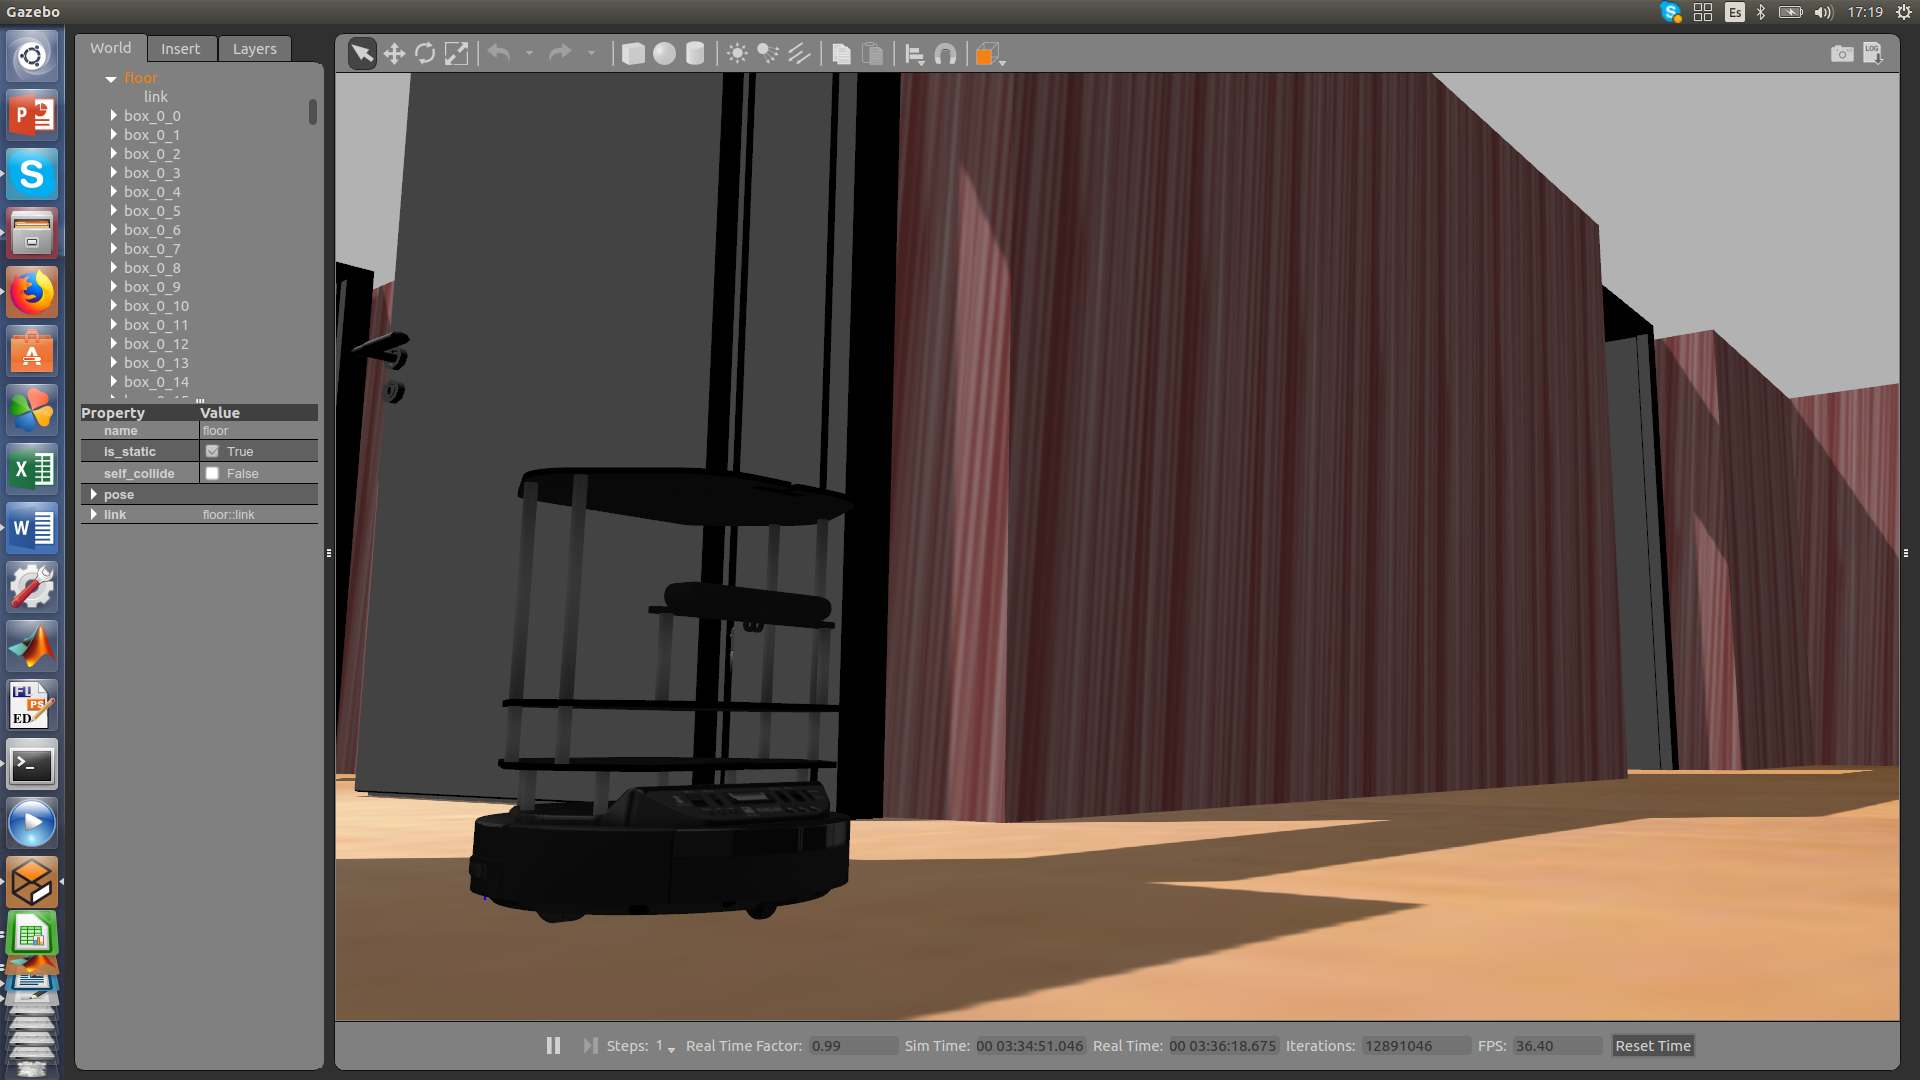 Gazebo
Es
17:19
World Insert Layers
LOG
floor
link
box_0_0
box_0_1
box_0_2
box_0_3
box_0_4
box_0_5
box_0_6
box_0_7
box_0_8
box_0_9
box_0_10
box_0_11
box_0_12
box_0_13
box_0_14
Property Value
name floor
is_static True
self_collide False
pose
link floor::link
Steps: 1 Real Time Factor: 0.99 Sim Time: 00 03:34:51.046 Real Time: 00 03:36:18.675 Iterations: 12891046 FPS: 36.40 Reset Time